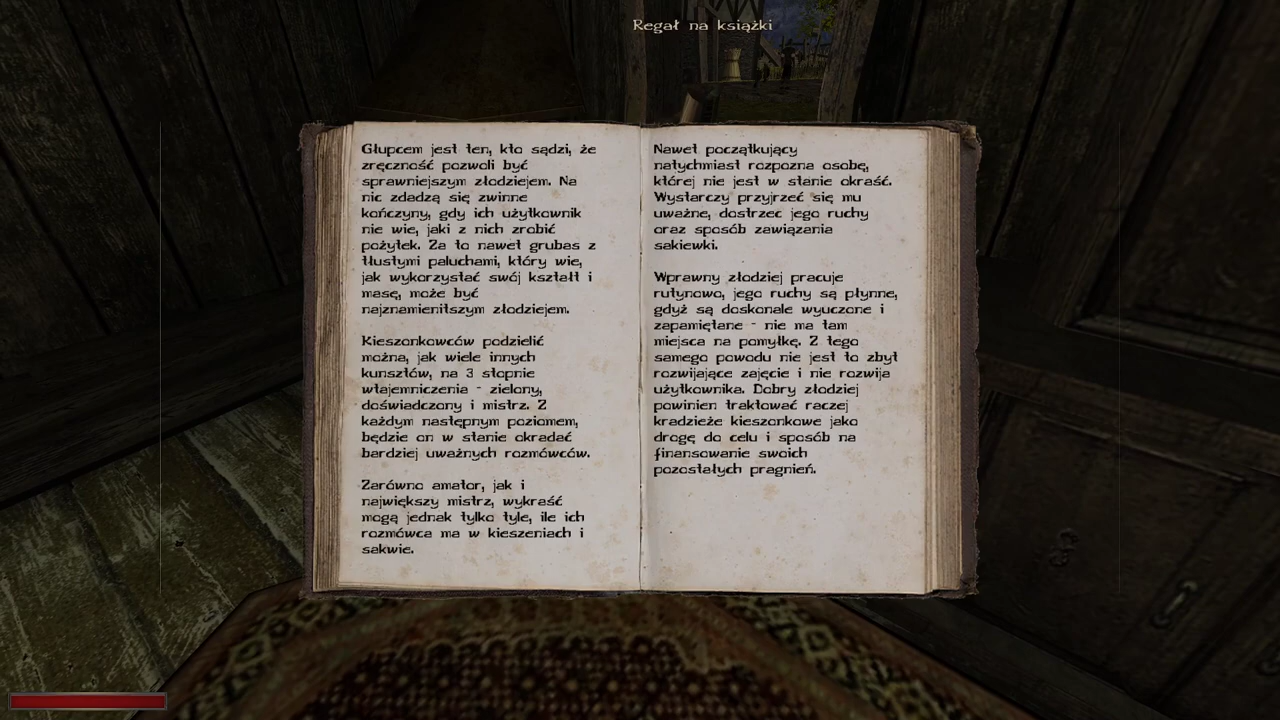 Regał na książki
Głupcem jest ten, kto sądzi, że
zręczność pozwoli być
sprawniejszym złodziejem. Na
nic zdadzą się zwinne
kończyny, gdy ich użytkownik
nie wie, jaki z nich zrobić
pożytek. Za to nawet grubas z
tłustymi paluchami, który wie,
jak wykorzystać swój kształt i
masę, może być
najznamienitszym złodziejem.
Kieszonkowców podzielić
można, jak wiele innych
kunsztów, na 3 stopnie
wtajemniczenia - zielony,
doświadczony i mistrz. Z
każdym następnym poziomem,
będzie on w stanie okradać
bardziej uważnych rozmówców.
Zarówno amator, jak i
największy mistrz, wykraść
mogą jednak tylko tyle, ile ich
rozmówca ma w kieszeniach i
sakwie.
Nawet początkujący
natychmiast rozpozna osobę,
której nie jest w stanie okraść.
Wystarczy przyjrzeć się mu
uważne, dostrzec jego ruchy
oraz sposób zawiązania
sakiewki.
Wprawny złodziej pracuje
rutynowo, jego ruchy są płynne,
gdyż są doskonale wyuczone i
zapamiętane - nie ma tam
miejsca na pomyłkę. Z tego
samego powodu nie jest to zbyt
rozwijające zajęcie i nie rozwija
użytkownika. Dobry złodziej
powinien traktować raczej
kradzieże kieszonkowe jako
drogę do celu i sposób na
finansowanie swoich
pozostałych pragnień.